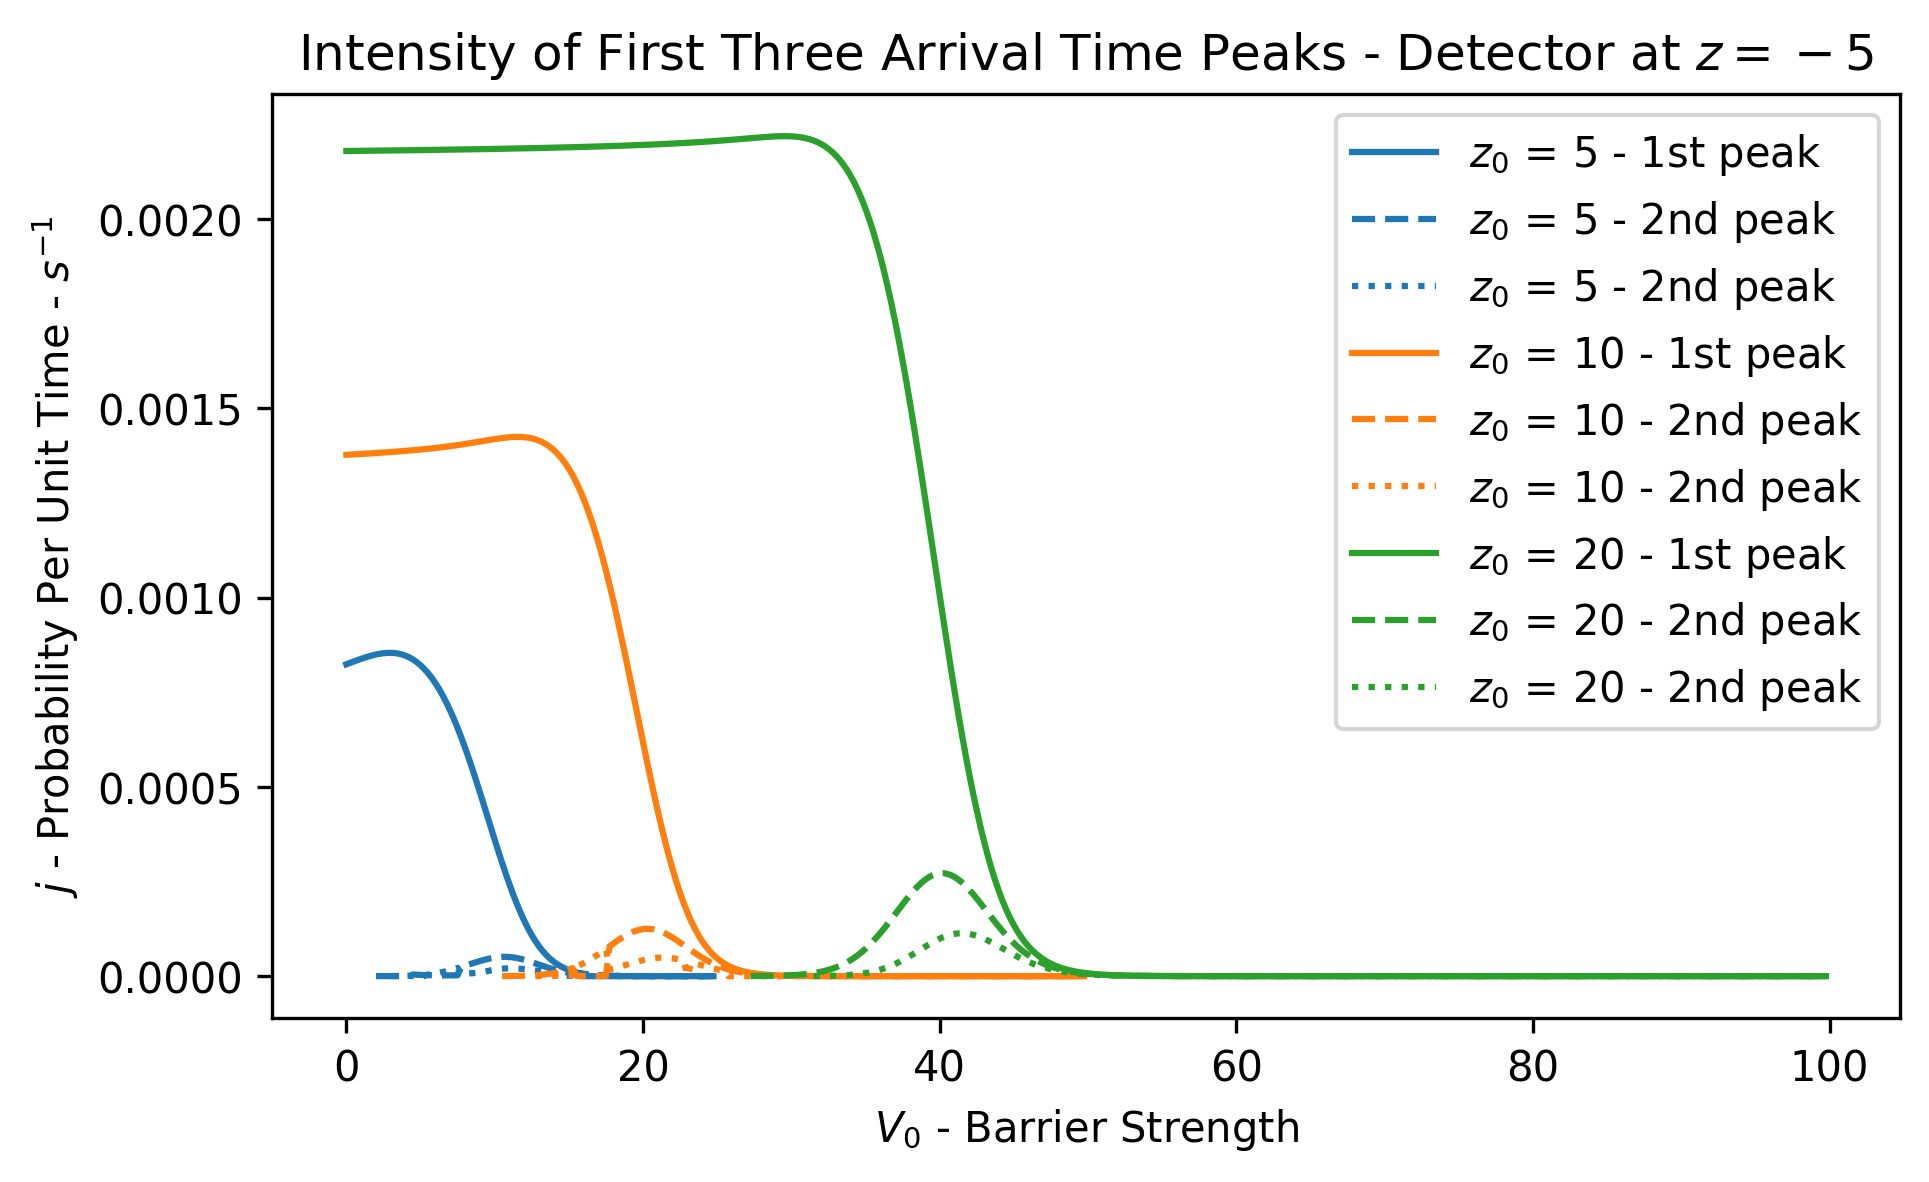 Intensity of First Three Arrival Time Peaks - Detector at z = −5
j - Probability Per Unit Time - s⁻¹
0.0020
0.0015
0.0010
0.0005
0.0000
z₀ = 5 - 1st peak
z₀ = 5 - 2nd peak
z₀ = 5 - 2nd peak
z₀ = 10 - 1st peak
z₀ = 10 - 2nd peak
z₀ = 10 - 2nd peak
z₀ = 20 - 1st peak
z₀ = 20 - 2nd peak
z₀ = 20 - 2nd peak
0 20 40 60 80 100
V₀ - Barrier Strength